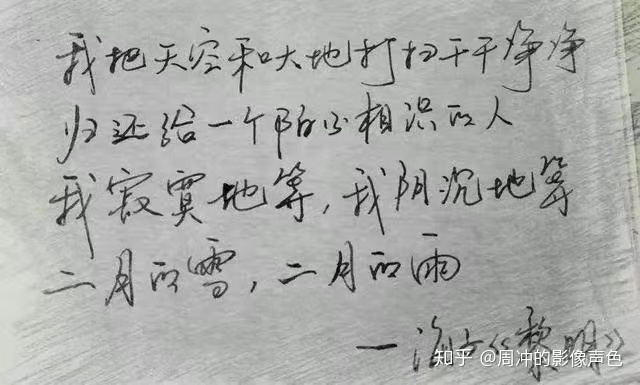 我把天空和大地打扫干干净净
归还给一个陌不相识的人
我寂寞地等,我阴沉地等
二月的雪,二月的雨
—海子《黎明》
知乎 @周冲的影像声色